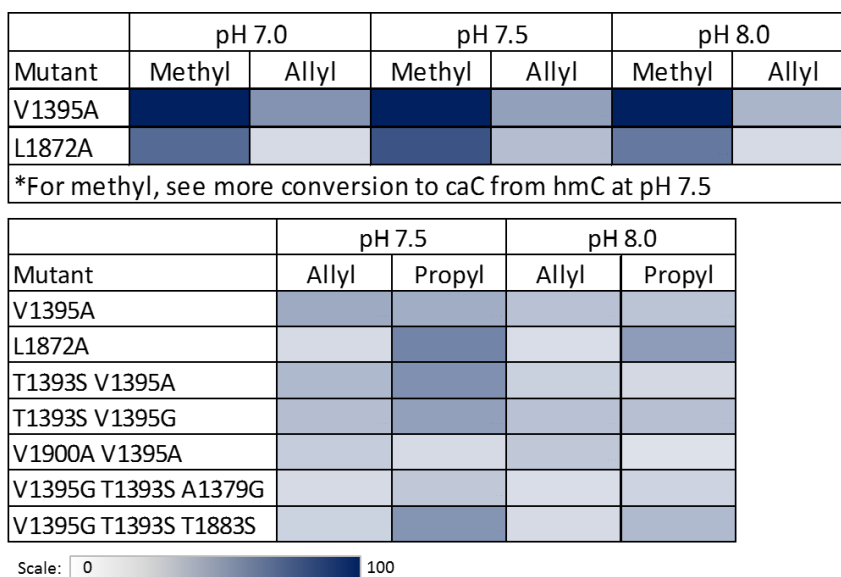 pH 7.0 pH 7.5 pH 8.0
Mutant Methyl Allyl Methyl Allyl Methyl Allyl
V1395A
L1872A
*For methyl, see more conversion to caC from hmC at pH 7.5
pH 7.5 pH 8.0
Mutant Allyl Propyl Allyl Propyl
V1395A
L1872A
T1393S V1395A
T1393S V1395G
V1900A V1395A
V1395G T1393S A1379G
V1395G T1393S T1883S
Scale: 0 100